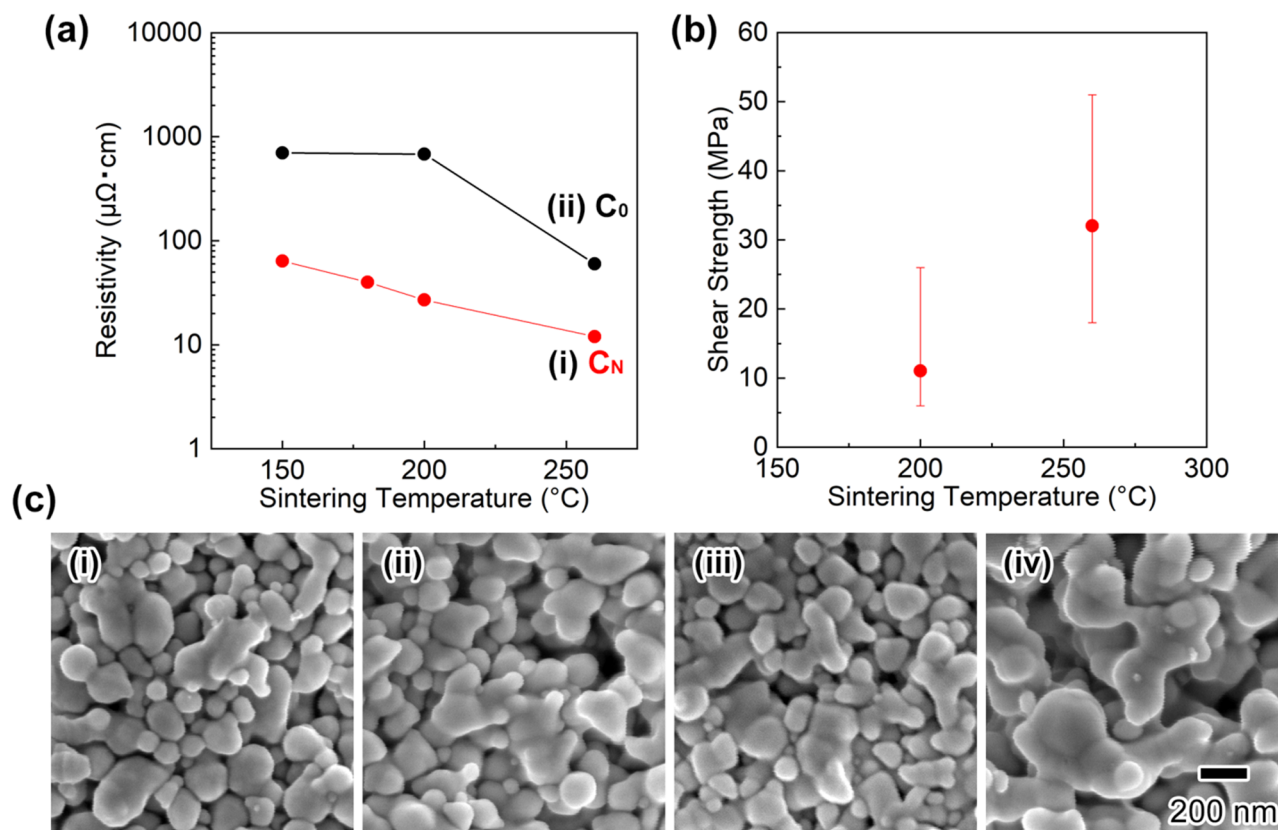 (a)
Resistivity (μΩ·cm)
10000
1000
100
10
1
(ii) C0
(i) CN
150
200
250
Sintering Temperature (°C)
(b)
Shear Strength (MPa)
60
50
40
30
20
10
0
150
200
250
300
Sintering Temperature (°C)
(c)
(i)
(ii)
(iii)
(iv)
200 nm